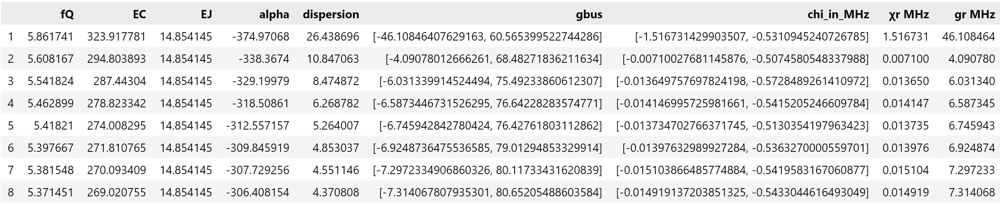 fQ EC EJ alpha dispersion gbus chi_in_MHz χr MHz gr MHz
1 5.861741 323.917781 14.854145 -374.97068 26.438696 [-46.10846407629163, 60.565399522744286] [-1.516731429903507, -0.5310945240726785] 1.516731 46.108464
2 5.608167 294.803893 14.854145 -338.3674 10.847063 [-4.09078012666261, 68.48271836211634] [-0.00710027681145876, -0.5074580548337988] 0.007100 4.090780
3 5.541824 287.44304 14.854145 -329.19979 8.474872 [-6.031339914524494, 75.49233860612307] [-0.013649757697824198, -0.5728489261410972] 0.013650 6.031340
4 5.462899 278.823342 14.854145 -318.50861 6.268782 [-6.5873446731526295, 76.64228283574771] [-0.014146995725981661, -0.5415205246609784] 0.014147 6.587345
5 5.41821 274.008295 14.854145 -312.557157 5.264007 [-6.745942842780424, 76.42761803112862] [-0.013734702766371745, -0.5130354197963423] 0.013735 6.745943
6 5.397667 271.810765 14.854145 -309.845919 4.853037 [-6.9248736475536585, 79.01294853329914] [-0.01397632989927284, -0.5363270000559701] 0.013976 6.924874
7 5.381548 270.093409 14.854145 -307.729256 4.551146 [-7.2972334906860326, 80.11733431620839] [-0.015103866485774884, -0.5419583167060877] 0.015104 7.297233
8 5.371451 269.020755 14.854145 -306.408154 4.370808 [-7.314067807935301, 80.65205488603584] [-0.014919137203851325, -0.5433044616493049] 0.014919 7.314068